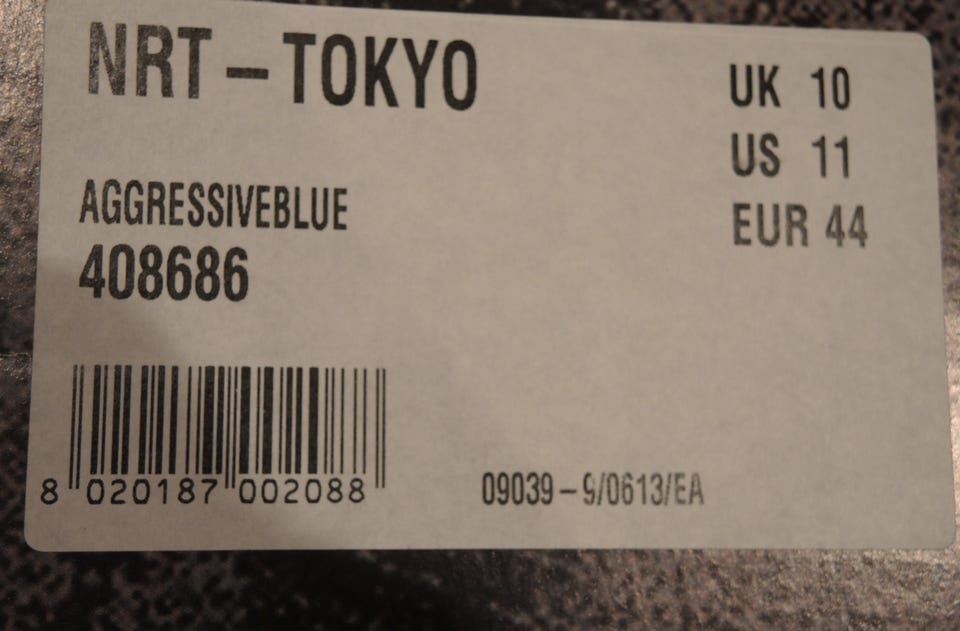 NRT – TOKYO
UK 10
US 11
EUR 44
AGGRESSIVEBLUE
408686
8 020187 002088
09039 – 9/0613/EA